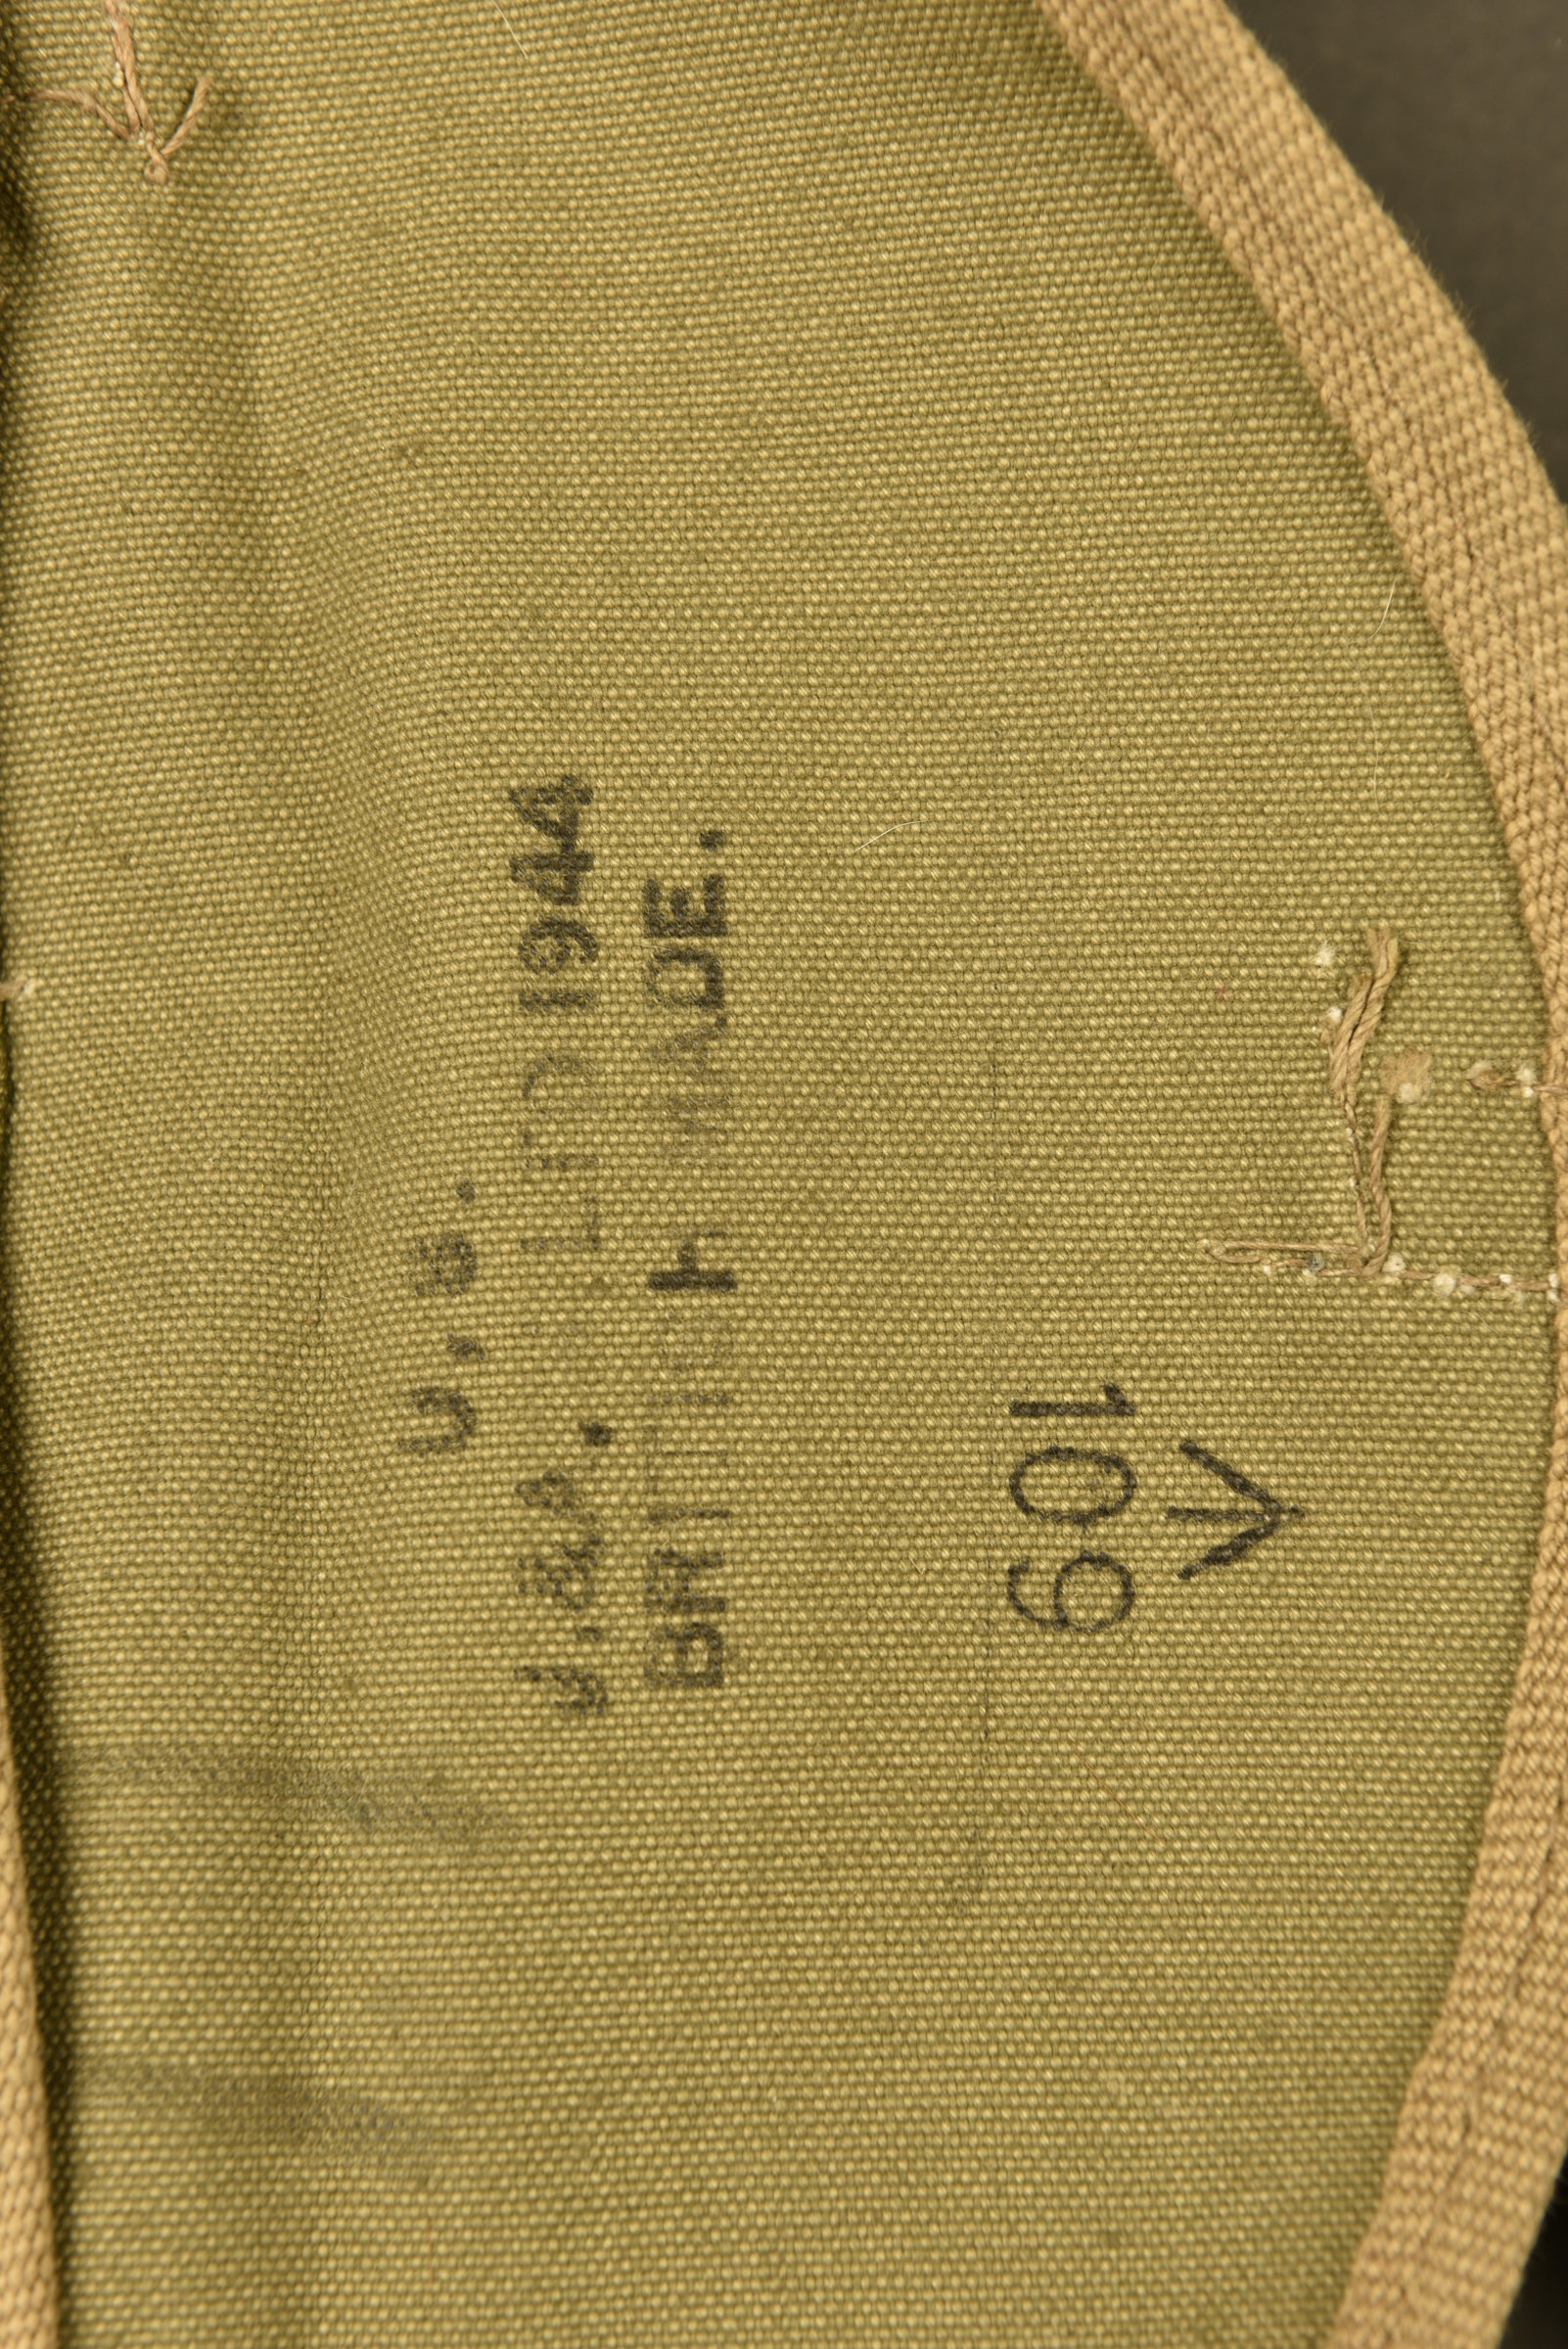 U.S.
LTD 1944
BRITISH MADE.
109